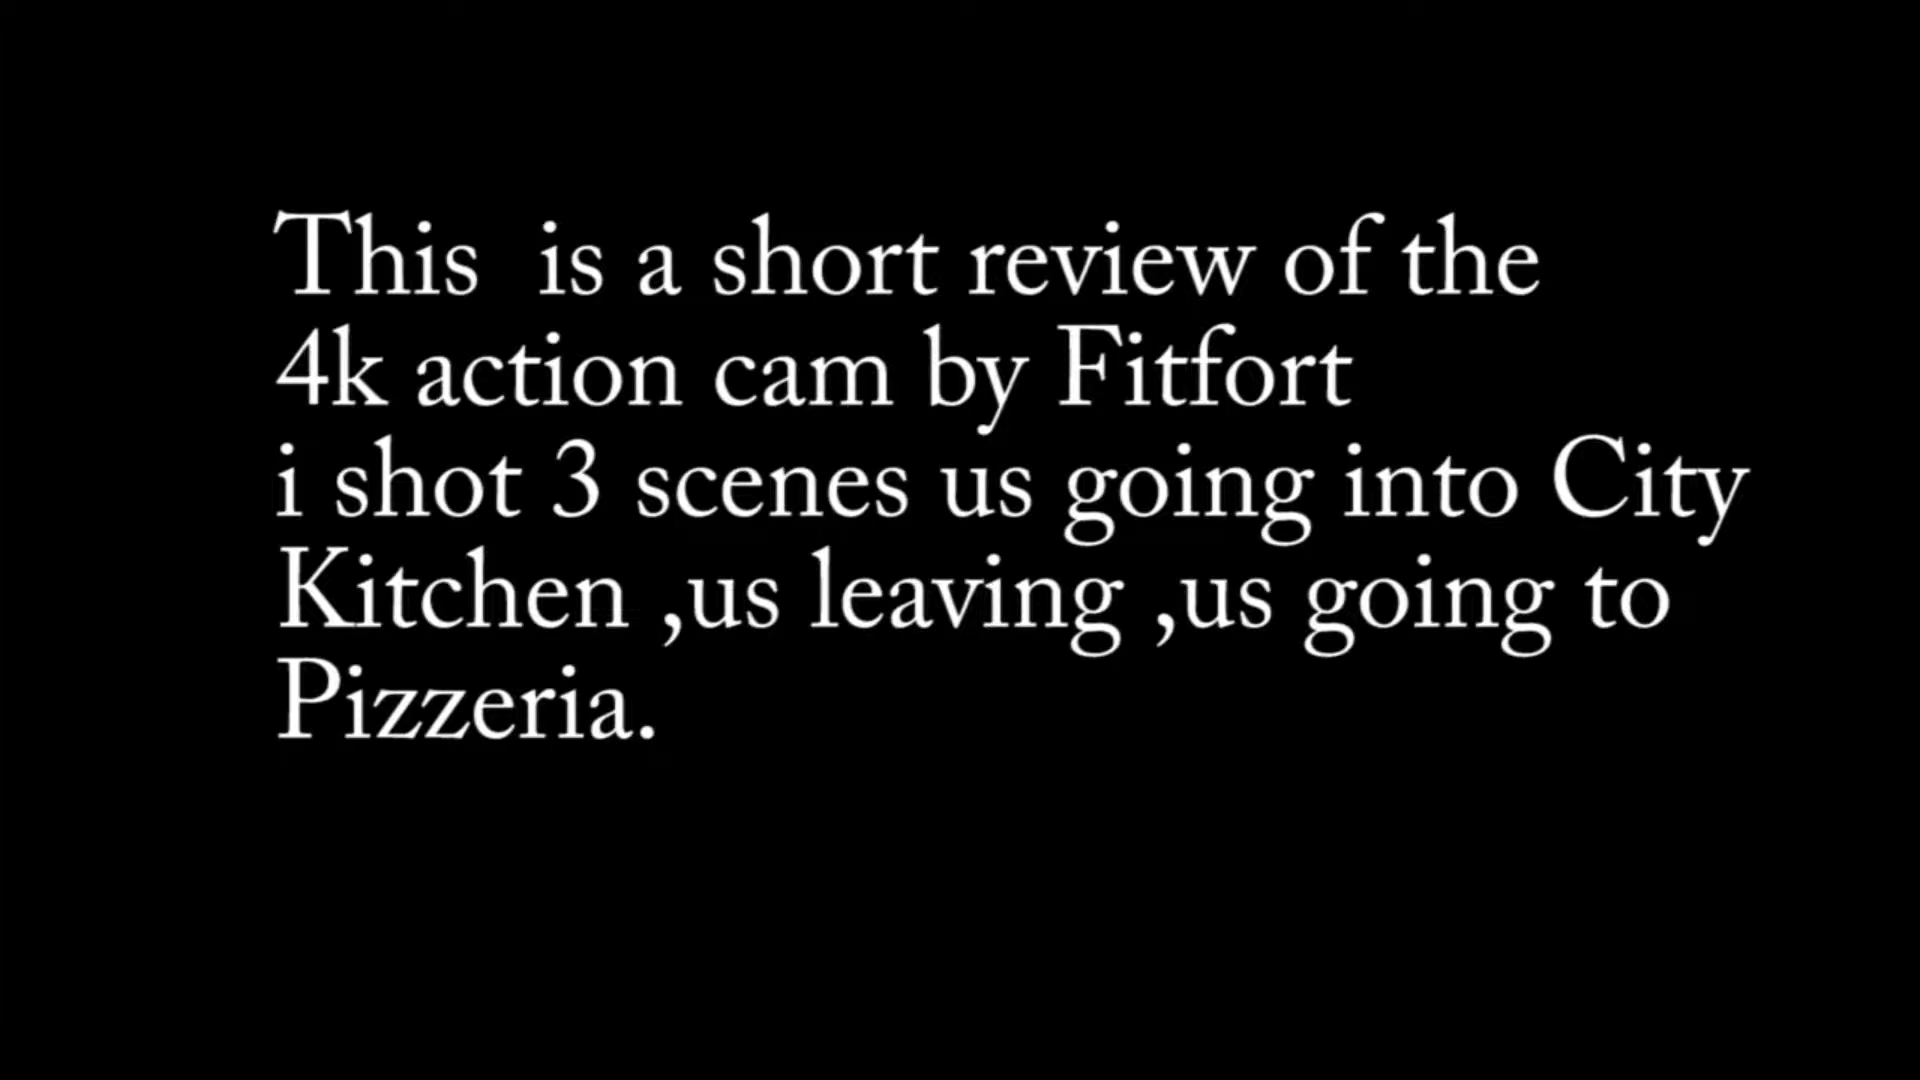 This  is a short review of the
4k action cam by Fitfort
i shot 3 scenes us going into City
Kitchen ,us leaving ,us going to
Pizzeria.